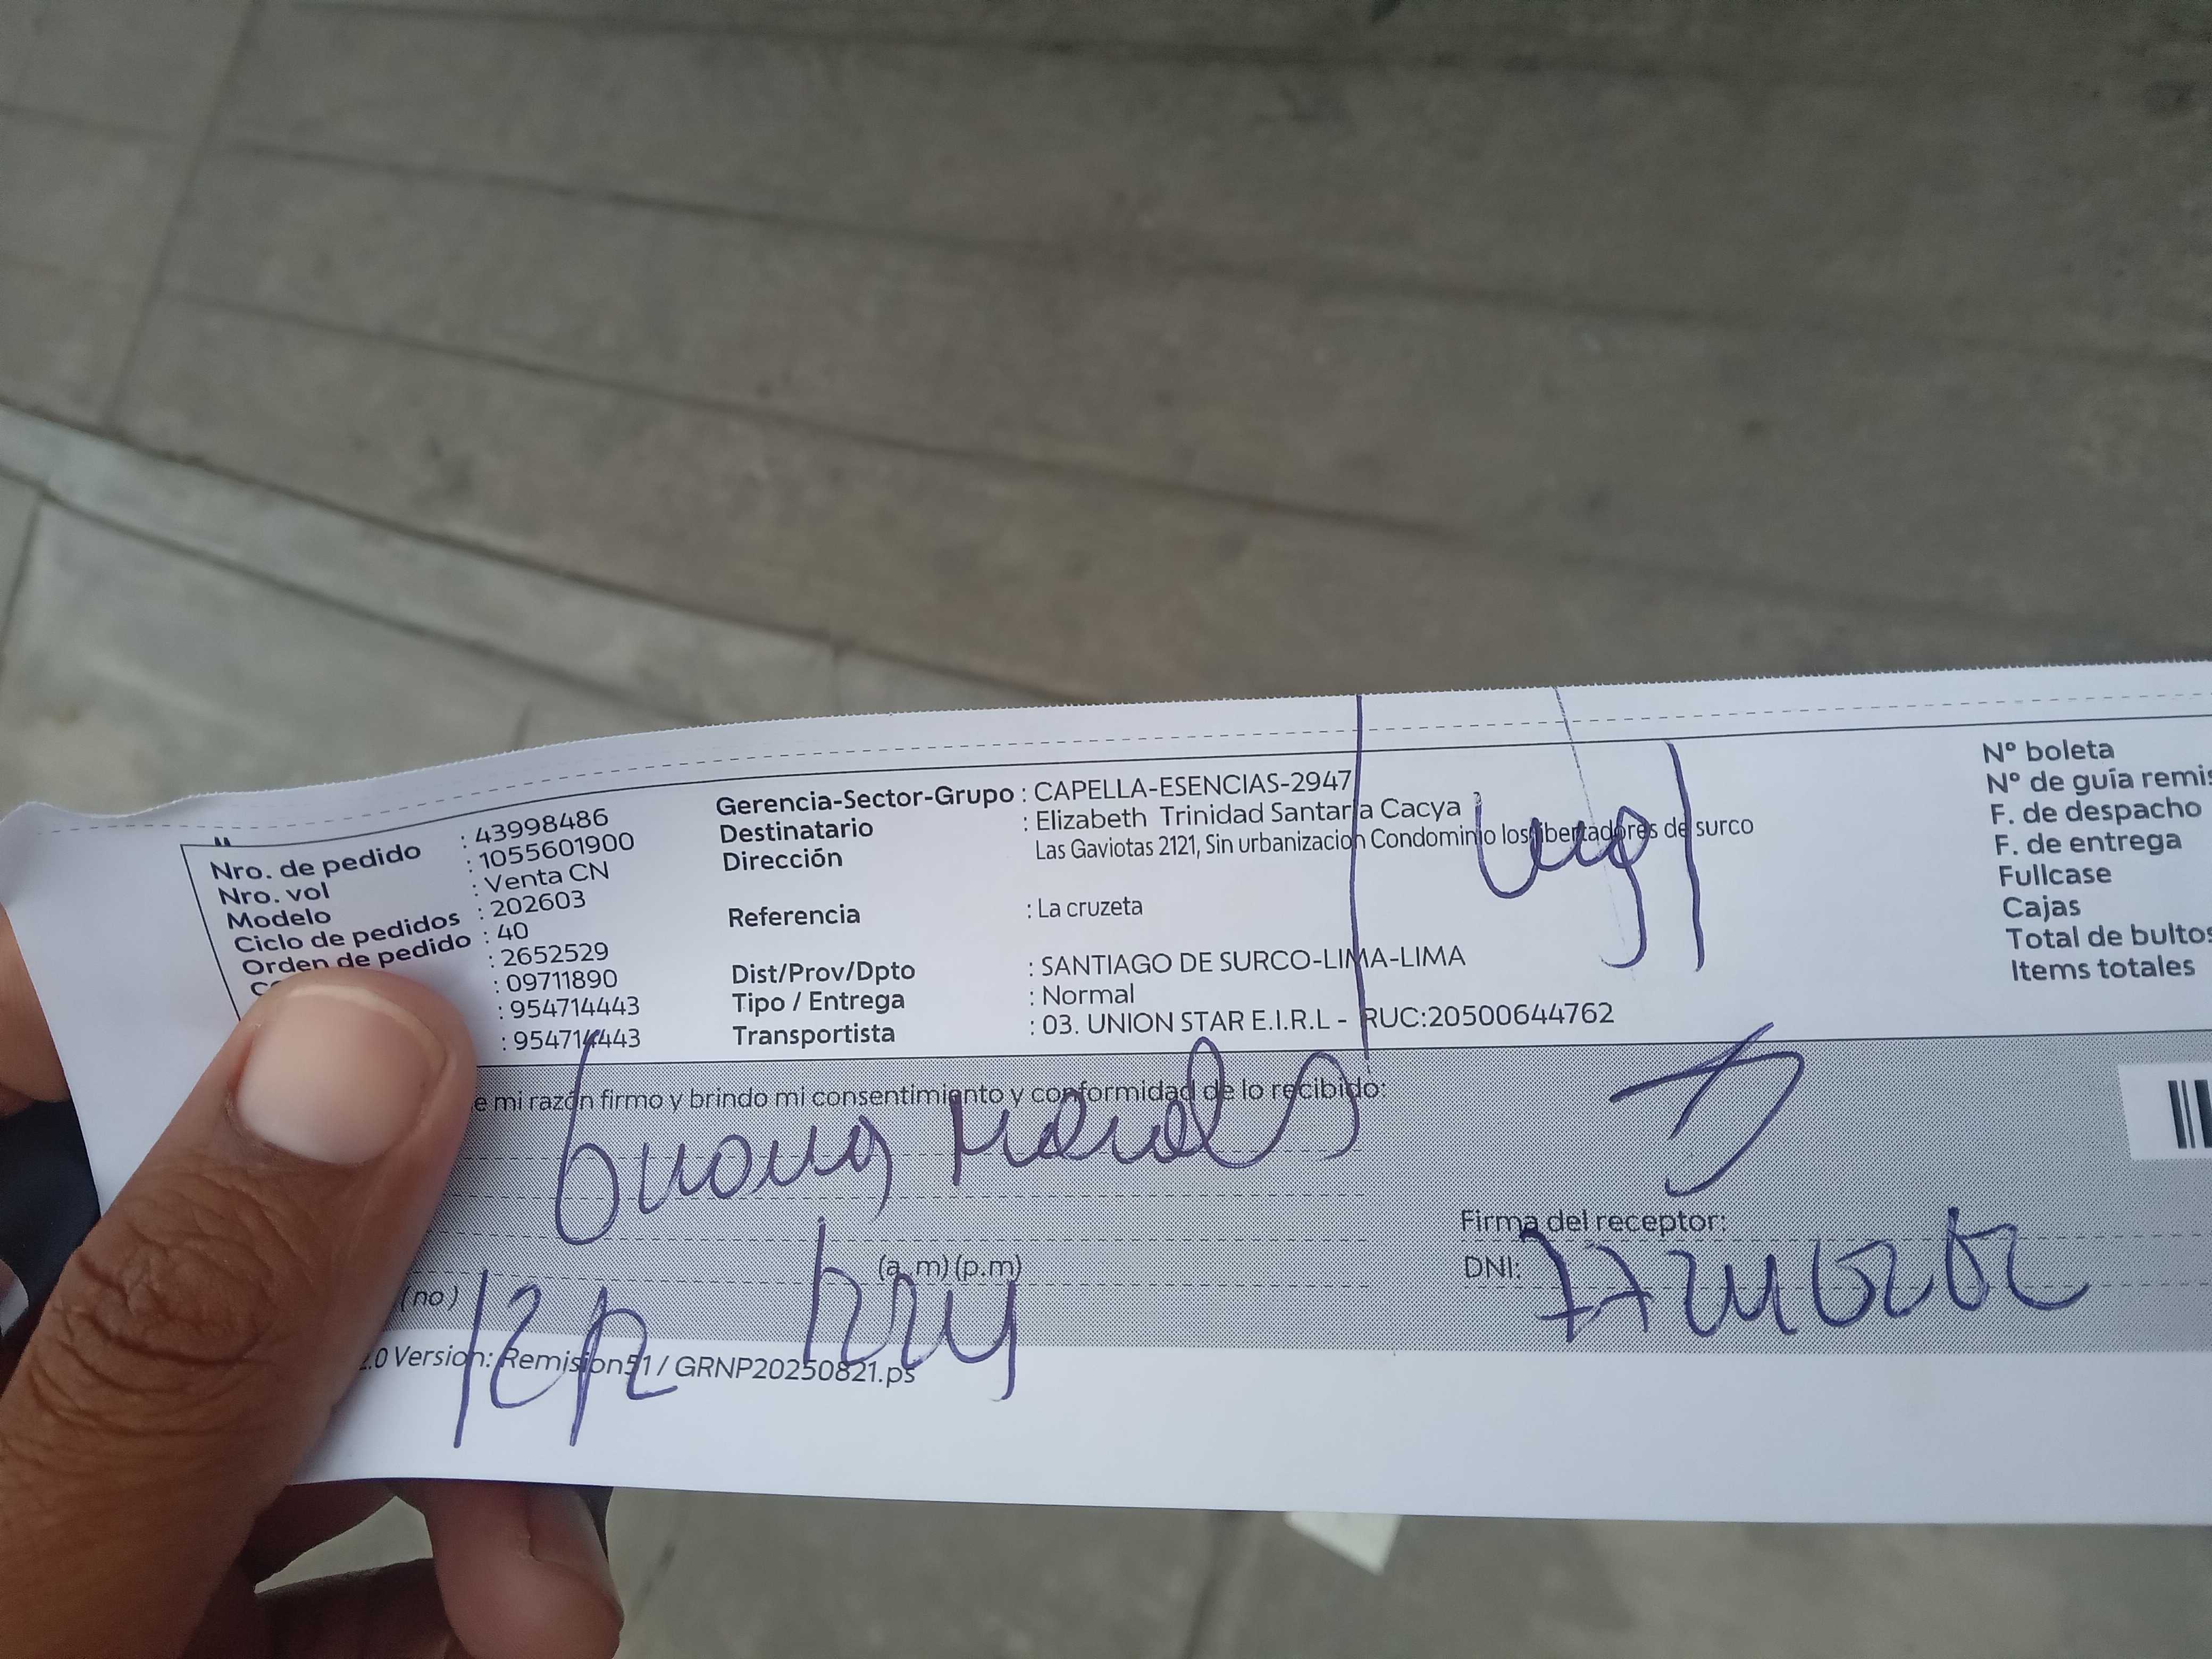 Nro. de pedido : 43998486
Nro. vol : 1055601900
Modelo : Venta CN
Ciclo de pedidos : 202603
Orden de pedido : 40
: 2652529
: 09711890
: 954714443
: 954714443
Gerencia-Sector-Grupo : CAPELLA-ESENCIAS-2947
Destinatario : Elizabeth Trinidad Santaria Cacya
Dirección : Las Gaviotas 2121, Sin urbanizacion Condominio los libertadores de surco
Referencia : La cruzeta
Dist/Prov/Dpto : SANTIAGO DE SURCO-LIMA-LIMA
Tipo / Entrega : Normal
Transportista : 03. UNION STAR E.I.R.L - RUC:20500644762
Nº boleta
Nº de guía remis
F. de despacho
F. de entrega
Fullcase
Cajas
Total de bultos
Items totales
e mi razón firmo y brindo mi consentimiento y conformidad de lo recibido:
Firma del receptor:
(a. m) (p.m)
DNI:
(no)
2.0 Version: Remision51 / GRNP20250821.ps